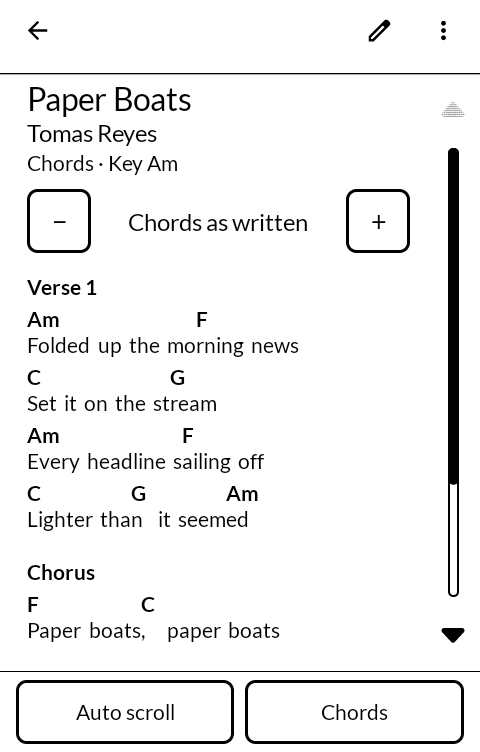 Paper Boats
Tomas Reyes
Chords · Key Am
− Chords as written +
Verse 1
Am F
Folded up the morning news
C G
Set it on the stream
Am F
Every headline sailing off
C G Am
Lighter than it seemed
Chorus
F C
Paper boats, paper boats
Auto scroll Chords